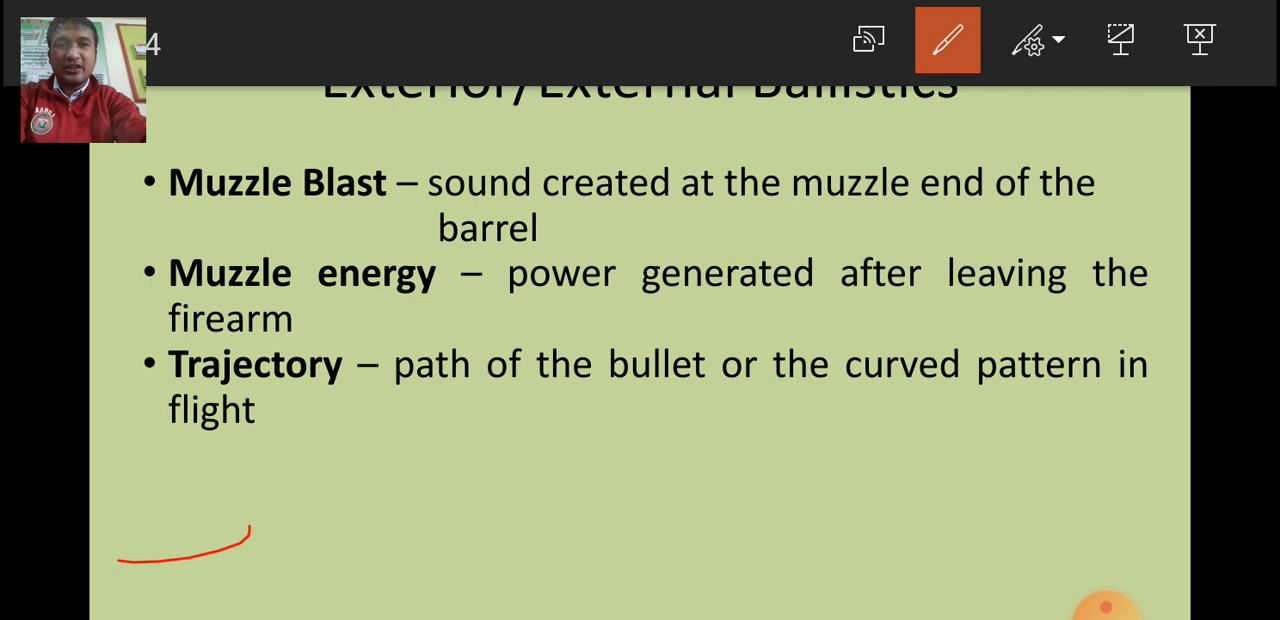 4
Exterior/External Ballistics
• Muzzle Blast – sound created at the muzzle end of the
barrel
• Muzzle energy – power generated after leaving the
firearm
• Trajectory – path of the bullet or the curved pattern in
flight